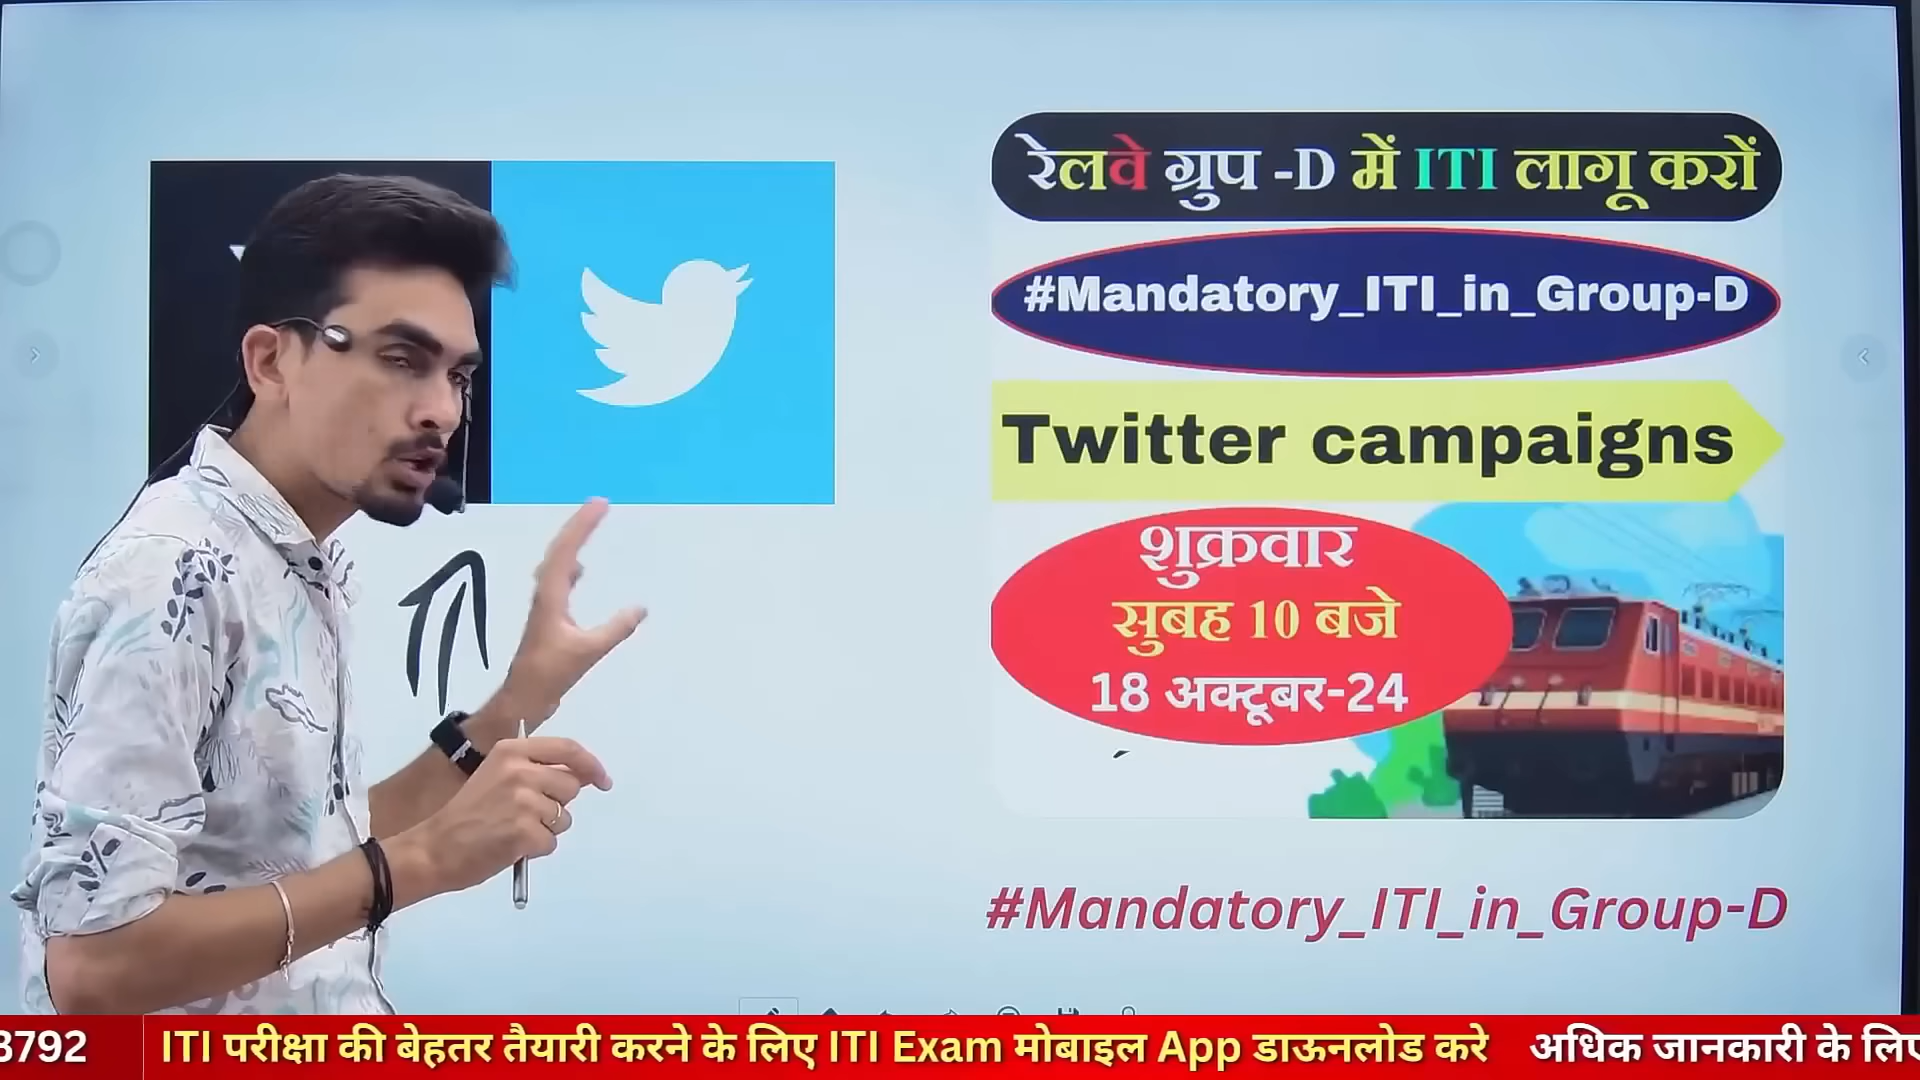 रेलवे ग्रुप -D में ITI लागू करों
#Mandatory_ITI_in_Group-D
Twitter campaigns
शुक्रवार
सुबह 10 बजे
18 अक्टूबर-24
#Mandatory_ITI_in_Group-D
3792 ITI परीक्षा की बेहतर तैयारी करने के लिए ITI Exam मोबाइल App डाऊनलोड करे अधिक जानकारी के लिए